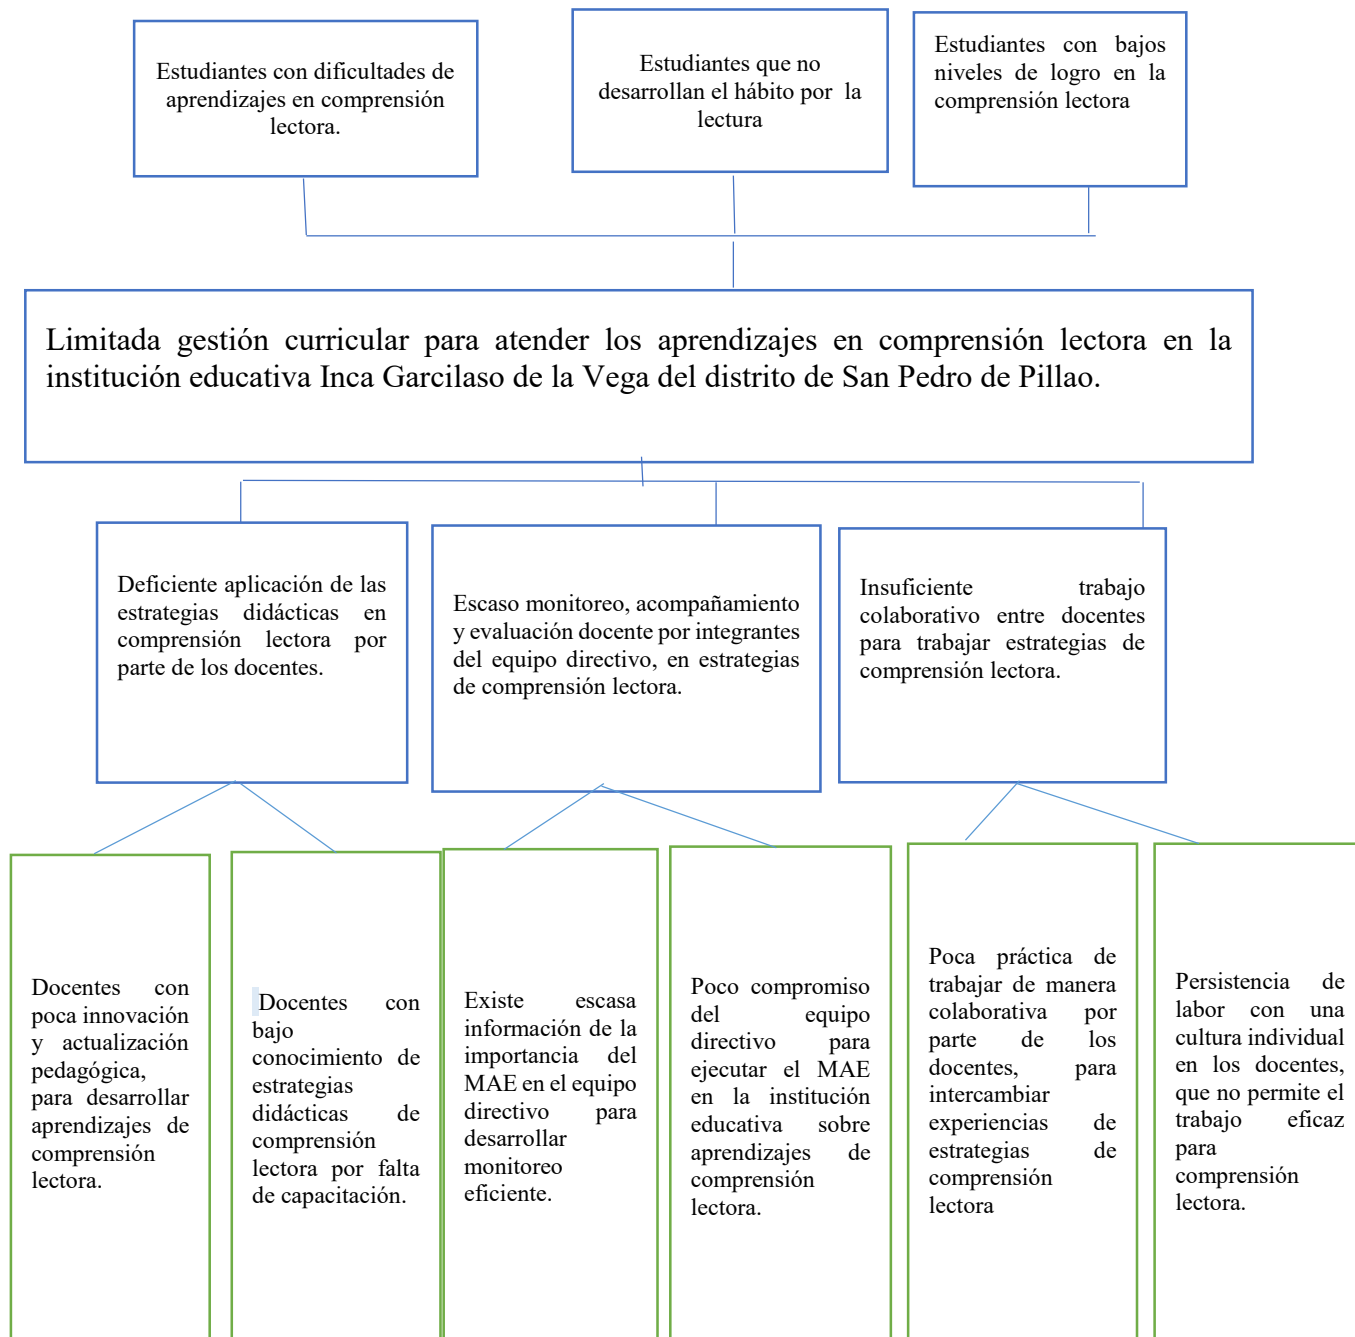 Estudiantes con dificultades de
aprendizajes en comprensión
lectora.
Estudiantes que no
desarrollan el hábito por la
lectura
Estudiantes con bajos
niveles de logro en la
comprensión lectora
Limitada gestión curricular para atender los aprendizajes en comprensión lectora en la
institución educativa Inca Garcilaso de la Vega del distrito de San Pedro de Pillao.
Deficiente aplicación de las
estrategias didácticas en
comprensión lectora por
parte de los docentes.
Escaso monitoreo, acompañamiento
y evaluación docente por integrantes
del equipo directivo, en estrategias
de comprensión lectora.
Insuficiente trabajo
colaborativo entre docentes
para trabajar estrategias de
comprensión lectora.
Docentes con
poca innovación
y actualización
pedagógica,
para desarrollar
aprendizajes de
comprensión
lectora.
Docentes con
bajo
conocimiento de
estrategias
didácticas de
comprensión
lectora por falta
de capacitación.
Existe escasa
información de la
importancia del
MAE en el equipo
directivo para
desarrollar
monitoreo
eficiente.
Poco compromiso
del equipo
directivo para
ejecutar el MAE
en la institución
educativa sobre
aprendizajes de
comprensión
lectora.
Poca práctica de
trabajar de manera
colaborativa por
parte de los
docentes, para
intercambiar
experiencias de
estrategias de
comprensión
lectora
Persistencia de
labor con una
cultura individual
en los docentes,
que no permite el
trabajo eficaz
para
comprensión
lectora.